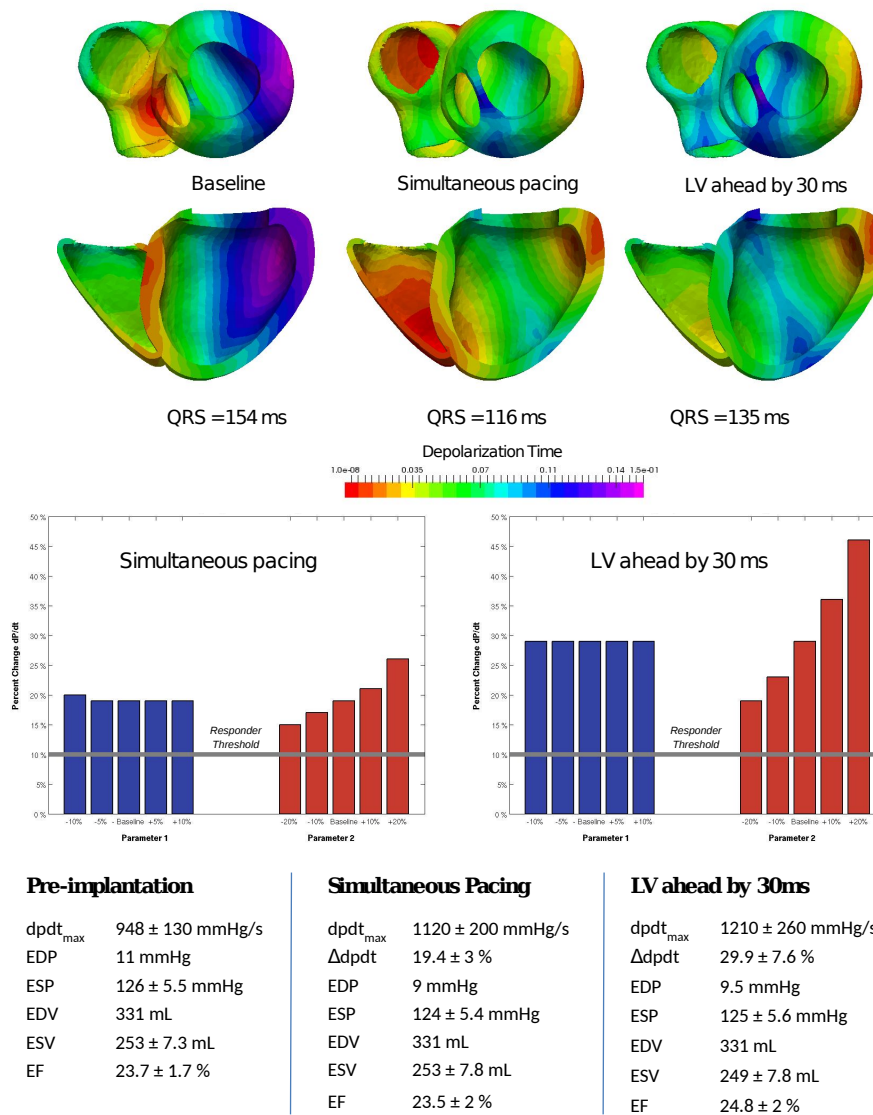 Baseline
Simultaneous pacing
LV ahead by 30 ms
QRS = 154 ms
QRS = 116 ms
QRS = 135 ms
Depolarization Time
1.0e-08 0.035 0.07 0.11 0.14 1.5e-01
Simultaneous pacing
50 %
45 %
40 %
35 %
30 %
25 %
20 %
15 %
10 %
5%
0 %
Percent Change dP/dt
Responder
Threshold
-10% -5% - Baseline +5% +10%
Parameter 1
-20% -10% Baseline +10% +20%
Parameter 2
LV ahead by 30 ms
50 %
45%
40 %
35%
30 %
25%
20 %
15%
10 %
5%
0 %
Percent Change dP/dt
Responder
Threshold
-10% -5% - Baseline +5% +10%
Parameter 1
-20% -10% Baseline +10% +20%
Parameter 2
Pre-implantation
dpdt max 948 ± 130 mmHg/s
EDP 11 mmHg
ESP 126 ± 5.5 mmHg
EDV 331 mL
ESV 253 ± 7.3 mL
EF 23.7 ± 1.7 %
Simultaneous Pacing
dpdt max 1120 ± 200 mmHg/s
Δdpdt 19.4 ± 3 %
EDP 9 mmHg
ESP 124 ± 5.4 mmHg
EDV 331 mL
ESV 253 ± 7.8 mL
EF 23.5 ± 2 %
LV ahead by 30ms
dpdt max 1210 ± 260 mmHg/s
Δdpdt 29.9 ± 7.6 %
EDP 9.5 mmHg
ESP 125 ± 5.6 mmHg
EDV 331 mL
ESV 249 ± 7.8 mL
EF 24.8 ± 2 %